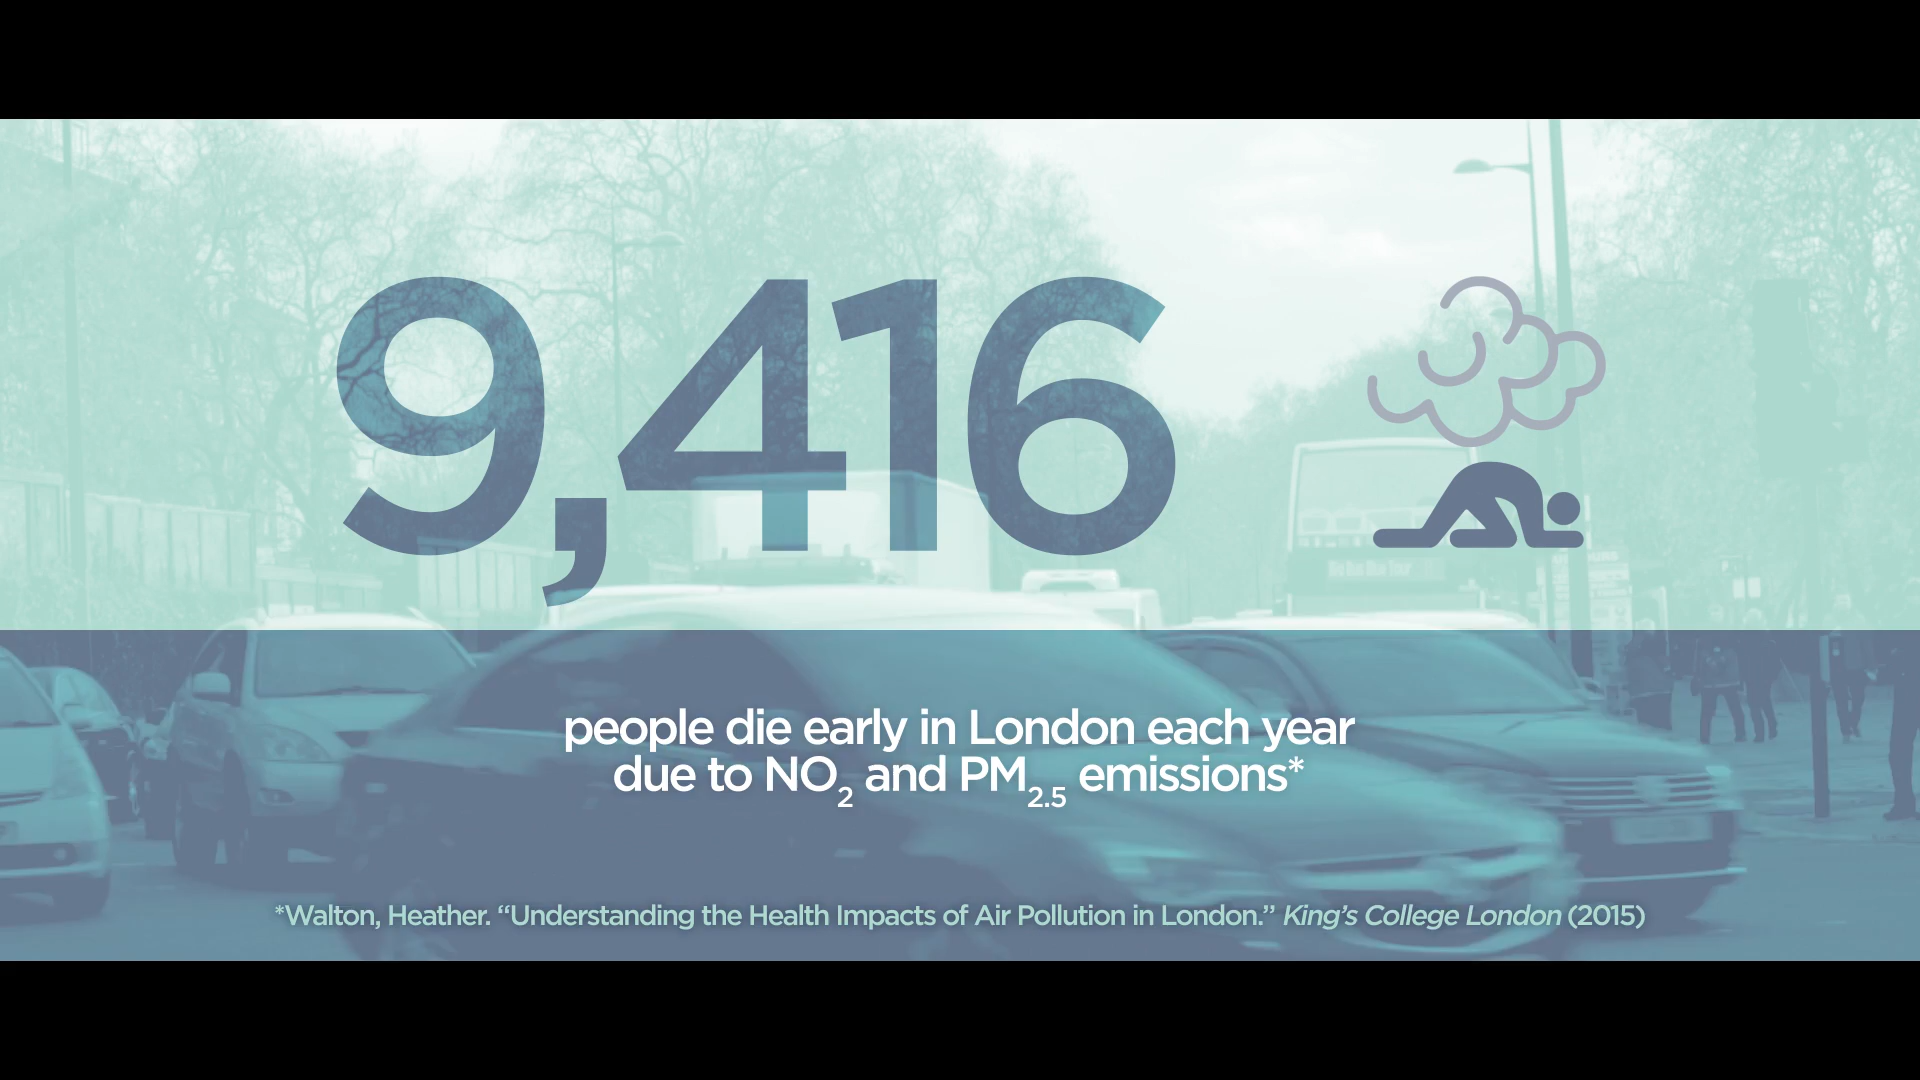 9,416
people die early in London each year
due to NO₂ and PM₂.₅ emissions*
*Walton, Heather. “Understanding the Health Impacts of Air Pollution in London.” King’s College London (2015)